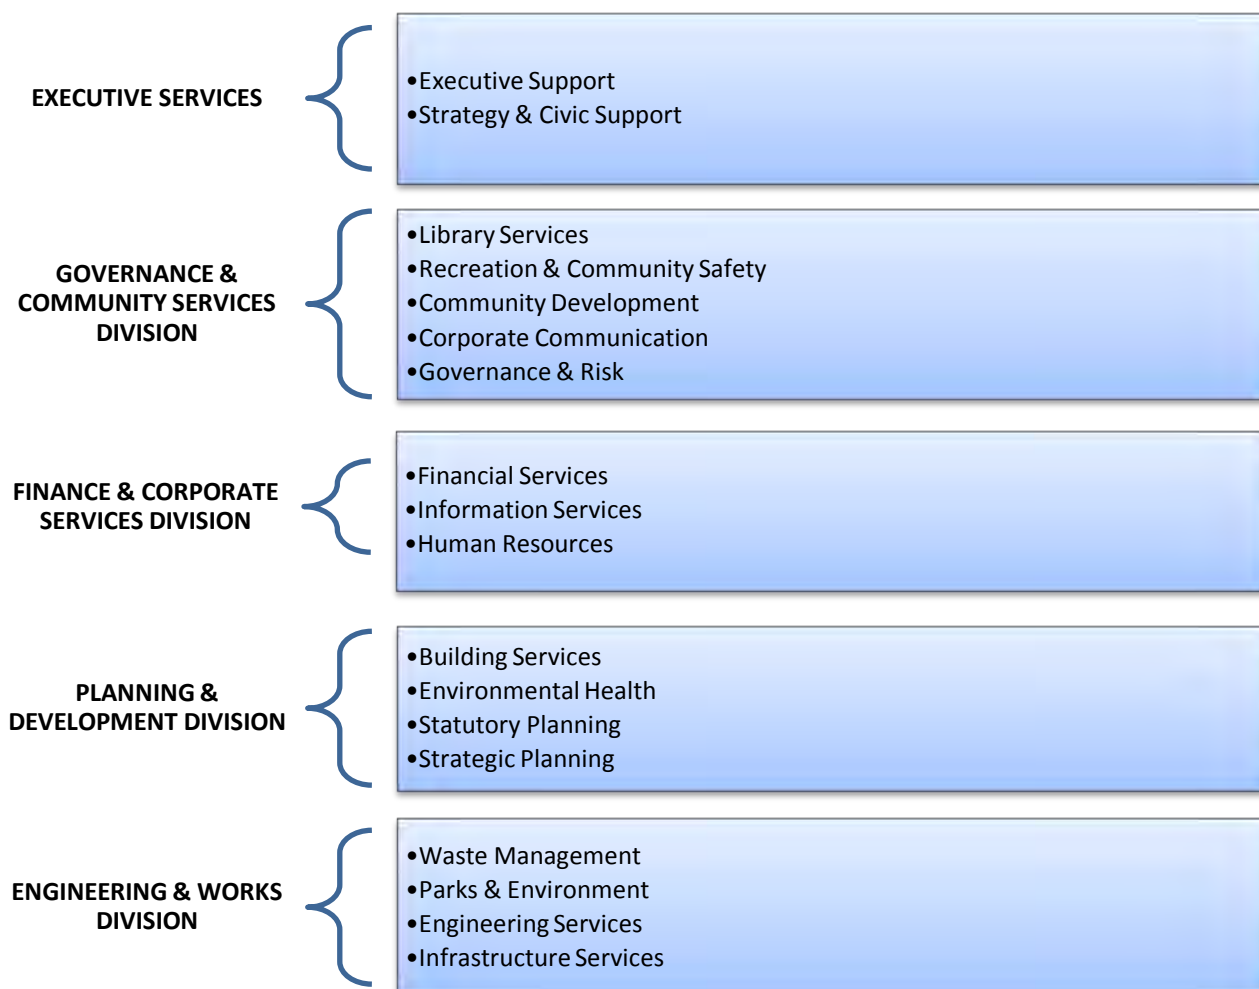 EXECUTIVE SERVICES
•Executive Support
•Strategy & Civic Support
GOVERNANCE &
COMMUNITY SERVICES
DIVISION
•Library Services
•Recreation & Community Safety
•Community Development
•Corporate Communication
•Governance & Risk
FINANCE & CORPORATE
SERVICES DIVISION
•Financial Services
•Information Services
•Human Resources
PLANNING &
DEVELOPMENT DIVISION
•Building Services
•Environmental Health
•Statutory Planning
•Strategic Planning
ENGINEERING & WORKS
DIVISION
•Waste Management
•Parks & Environment
•Engineering Services
•Infrastructure Services